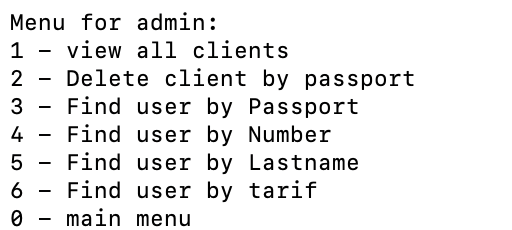 Menu for admin:
1 - view all clients
2 - Delete client by passport
3 - Find user by Passport
4 - Find user by Number
5 - Find user by Lastname
6 - Find user by tarif
0 - main menu